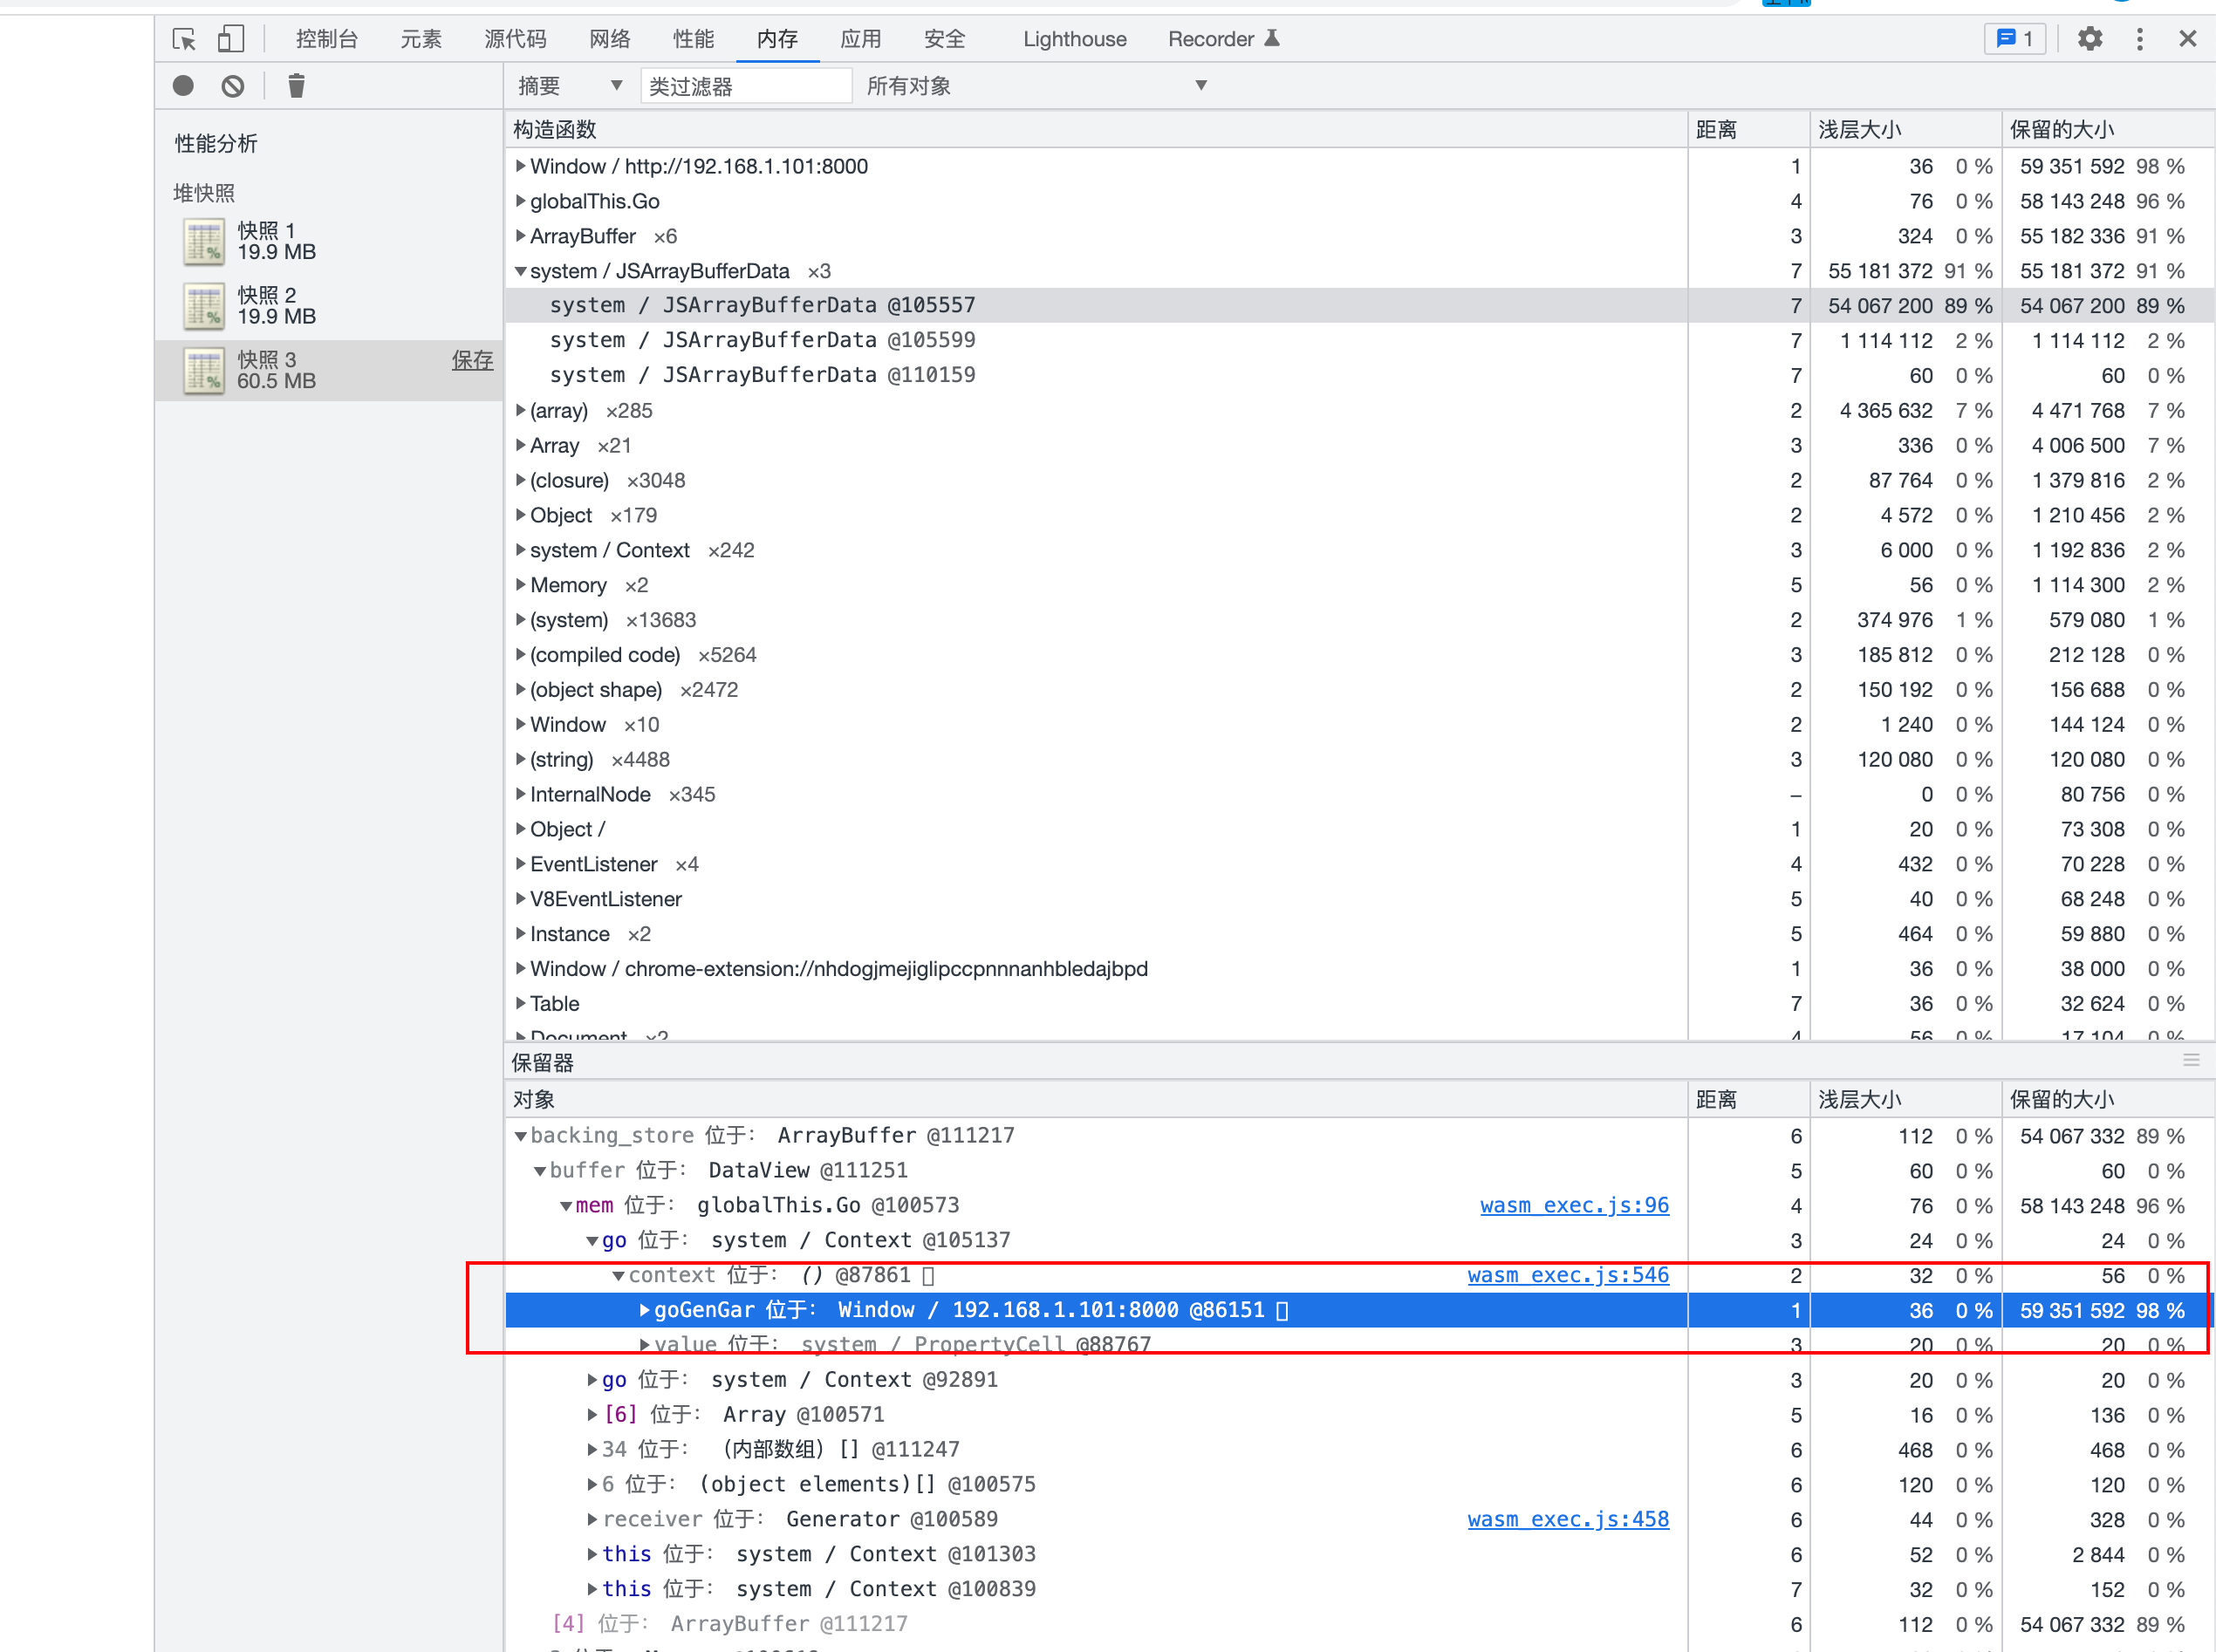 控制台 元素 源代码 网络 性能 内存 应用 安全 Lighthouse Recorder 1
摘要 类过滤器 所有对象
性能分析
堆快照
快照 1
19.9 MB
快照 2
19.9 MB
快照 3 保存
60.5 MB
构造函数 距离 浅层大小 保留的大小
Window / http://192.168.1.101:8000 1 36 0 % 59 351 592 98 %
globalThis.Go 4 76 0 % 58 143 248 96 %
ArrayBuffer ×6 3 324 0 % 55 182 336 91 %
system / JSArrayBufferData ×3 7 55 181 372 91 % 55 181 372 91 %
system / JSArrayBufferData @105557 7 54 067 200 89 % 54 067 200 89 %
system / JSArrayBufferData @105599 7 1 114 112 2 % 1 114 112 2 %
system / JSArrayBufferData @110159 7 60 0 % 60 0 %
(array) ×285 2 4 365 632 7 % 4 471 768 7 %
Array ×21 3 336 0 % 4 006 500 7 %
(closure) ×3048 2 87 764 0 % 1 379 816 2 %
Object ×179 2 4 572 0 % 1 210 456 2 %
system / Context ×242 3 6 000 0 % 1 192 836 2 %
Memory ×2 5 56 0 % 1 114 300 2 %
(system) ×13683 2 374 976 1 % 579 080 1 %
(compiled code) ×5264 3 185 812 0 % 212 128 0 %
(object shape) ×2472 2 150 192 0 % 156 688 0 %
Window ×10 2 1 240 0 % 144 124 0 %
(string) ×4488 3 120 080 0 % 120 080 0 %
InternalNode ×345 – 0 0 % 80 756 0 %
Object / 1 20 0 % 73 308 0 %
EventListener ×4 4 432 0 % 70 228 0 %
V8EventListener 5 40 0 % 68 248 0 %
Instance ×2 5 464 0 % 59 880 0 %
Window / chrome-extension://nhdogjmejiglipccpnnnanhbledajbpd 1 36 0 % 38 000 0 %
Table 7 36 0 % 32 624 0 %
Document ×2 4 56 0 % 17 104 0 %
保留器
对象 距离 浅层大小 保留的大小
backing_store 位于: ArrayBuffer @111217 6 112 0 % 54 067 332 89 %
buffer 位于: DataView @111251 5 60 0 % 60 0 %
mem 位于: globalThis.Go @100573 wasm_exec.js:96 4 76 0 % 58 143 248 96 %
go 位于: system / Context @105137 3 24 0 % 24 0 %
context 位于: () @87861 wasm_exec.js:546 2 32 0 % 56 0 %
goGenGar 位于: Window / 192.168.1.101:8000 @86151 1 36 0 % 59 351 592 98 %
value 位于: system / PropertyCell @88767 3 20 0 % 20 0 %
go 位于: system / Context @92891 3 20 0 % 20 0 %
[6] 位于: Array @100571 5 16 0 % 136 0 %
34 位于: (内部数组) [] @111247 6 468 0 % 468 0 %
6 位于: (object elements)[] @100575 6 120 0 % 120 0 %
receiver 位于: Generator @100589 wasm_exec.js:458 6 44 0 % 328 0 %
this 位于: system / Context @101303 6 52 0 % 2 844 0 %
this 位于: system / Context @100839 7 32 0 % 152 0 %
[4] 位于: ArrayBuffer @111217 6 112 0 % 54 067 332 89 %